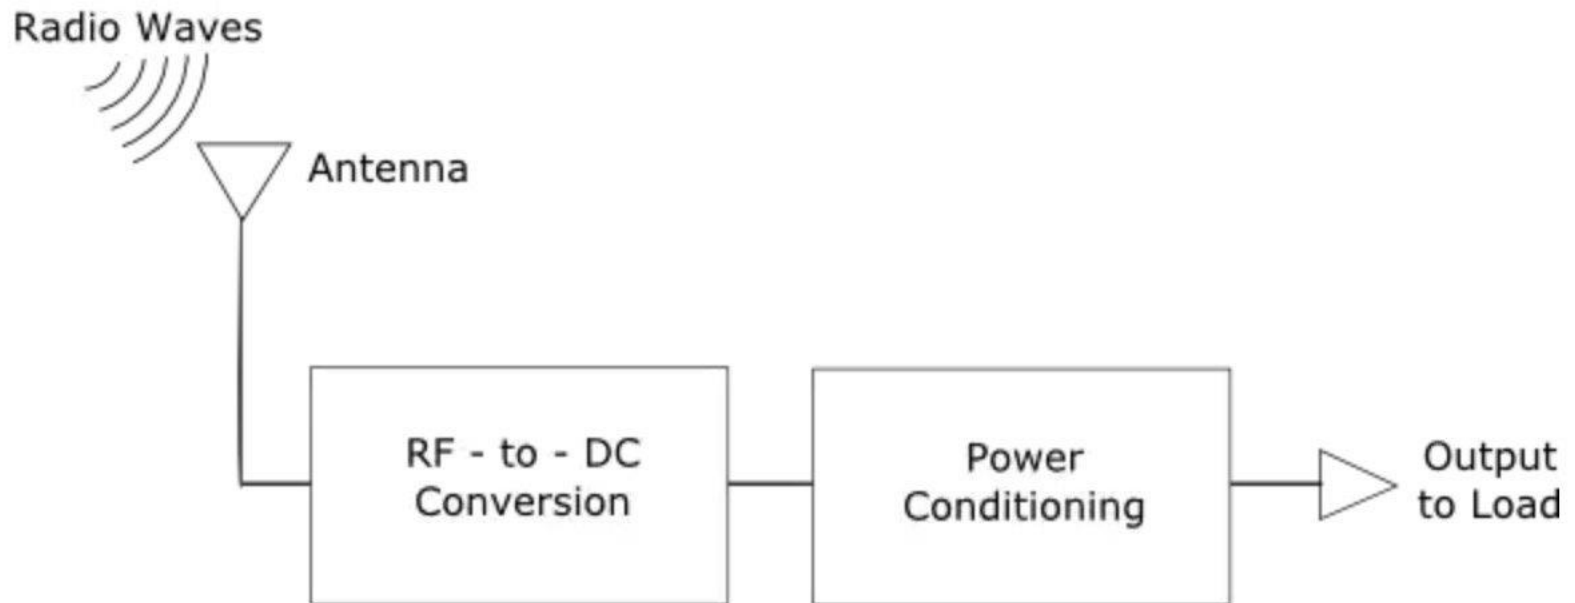 Radio Waves
Antenna
RF - to - DC
Conversion
Power
Conditioning
Output
to Load